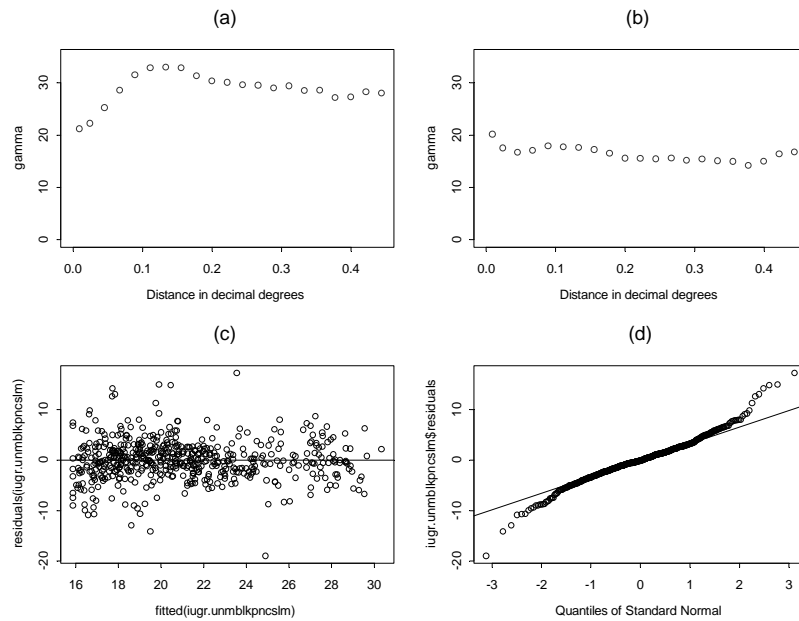 (a)
gamma
0 10 20 30
0.0 0.1 0.2 0.3 0.4
Distance in decimal degrees
(b)
gamma
0 10 20 30
0.0 0.1 0.2 0.3 0.4
Distance in decimal degrees
(c)
residuals(iugr.unmblkpncslm)
-20 -10 0 10
16 18 20 22 24 26 28 30
fitted(iugr.unmblkpncslm)
(d)
iugr.unmblkpncslm$residuals
-20 -10 0 10
-3 -2 -1 0 1 2 3
Quantiles of Standard Normal